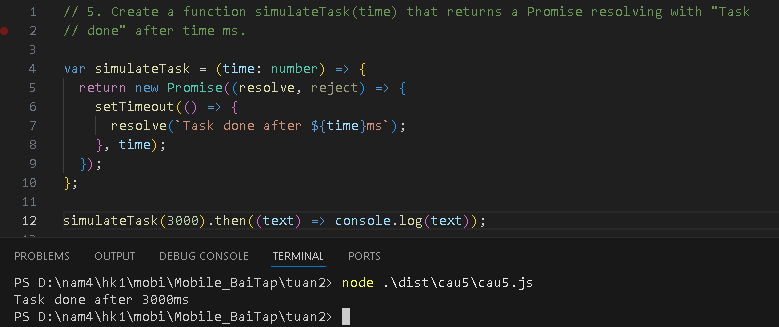 1 // 5. Create a function simulateTask(time) that returns a Promise resolving with "Task
2 // done" after time ms.
3
4 var simulateTask = (time: number) => {
5   return new Promise((resolve, reject) => {
6     setTimeout(() => {
7       resolve(`Task done after ${time}ms`);
8     }, time);
9   });
10 };
11
12 simulateTask(3000).then((text) => console.log(text));
PROBLEMS OUTPUT DEBUG CONSOLE TERMINAL PORTS
PS D:\nam4\hk1\mobi\Mobile_BaiTap\tuan2> node .\dist\cau5\cau5.js
Task done after 3000ms
PS D:\nam4\hk1\mobi\Mobile_BaiTap\tuan2>